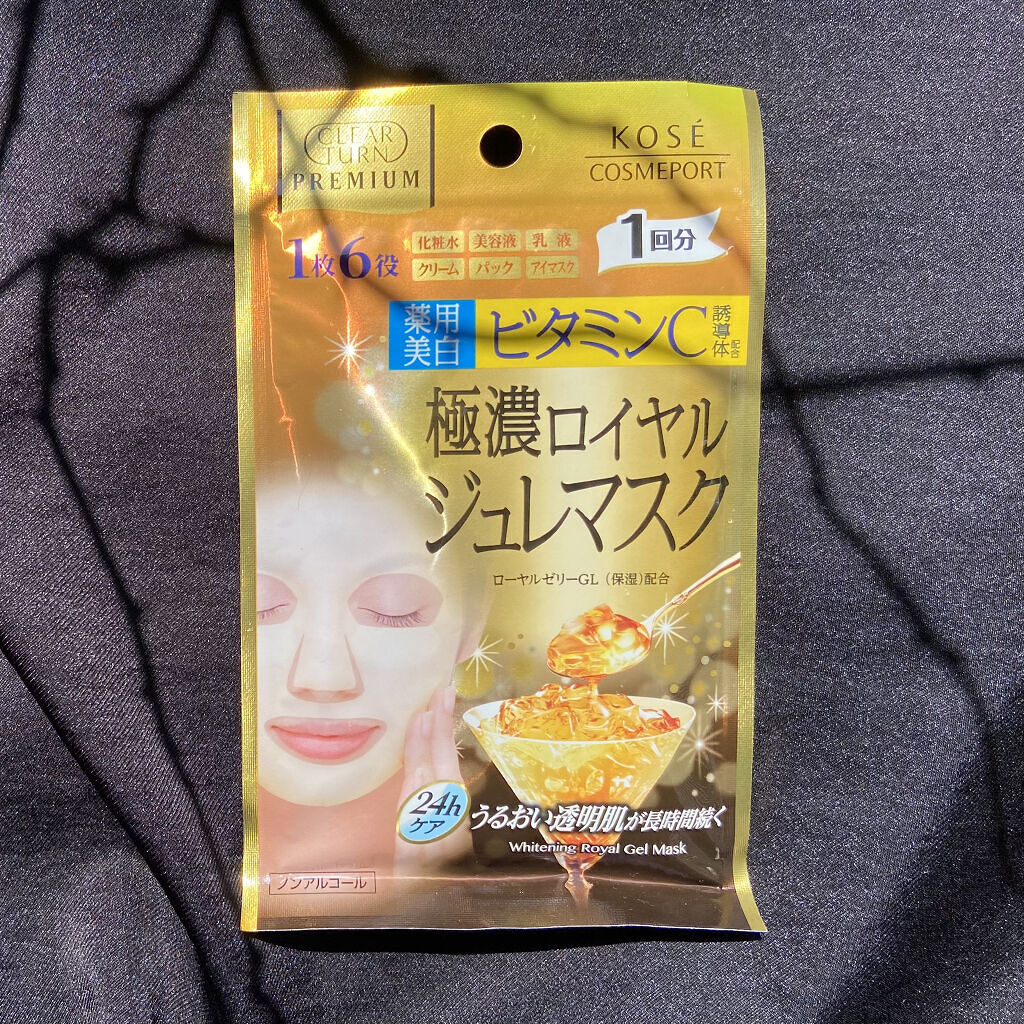 CLEAR
TURN
PREMIUM
KOSÉ
COSMEPORT
1枚6役
化粧水 美容液 乳液
クリーム パック アイマスク
1回分
薬用
美白
ビタミンC誘導体配合
極濃ロイヤル
ジュレマスク
ローヤルゼリーGL(保湿)配合
24h
ケア
うるおい透明肌が長時間続く
Whitening Royal Gel Mask
ノンアルコール